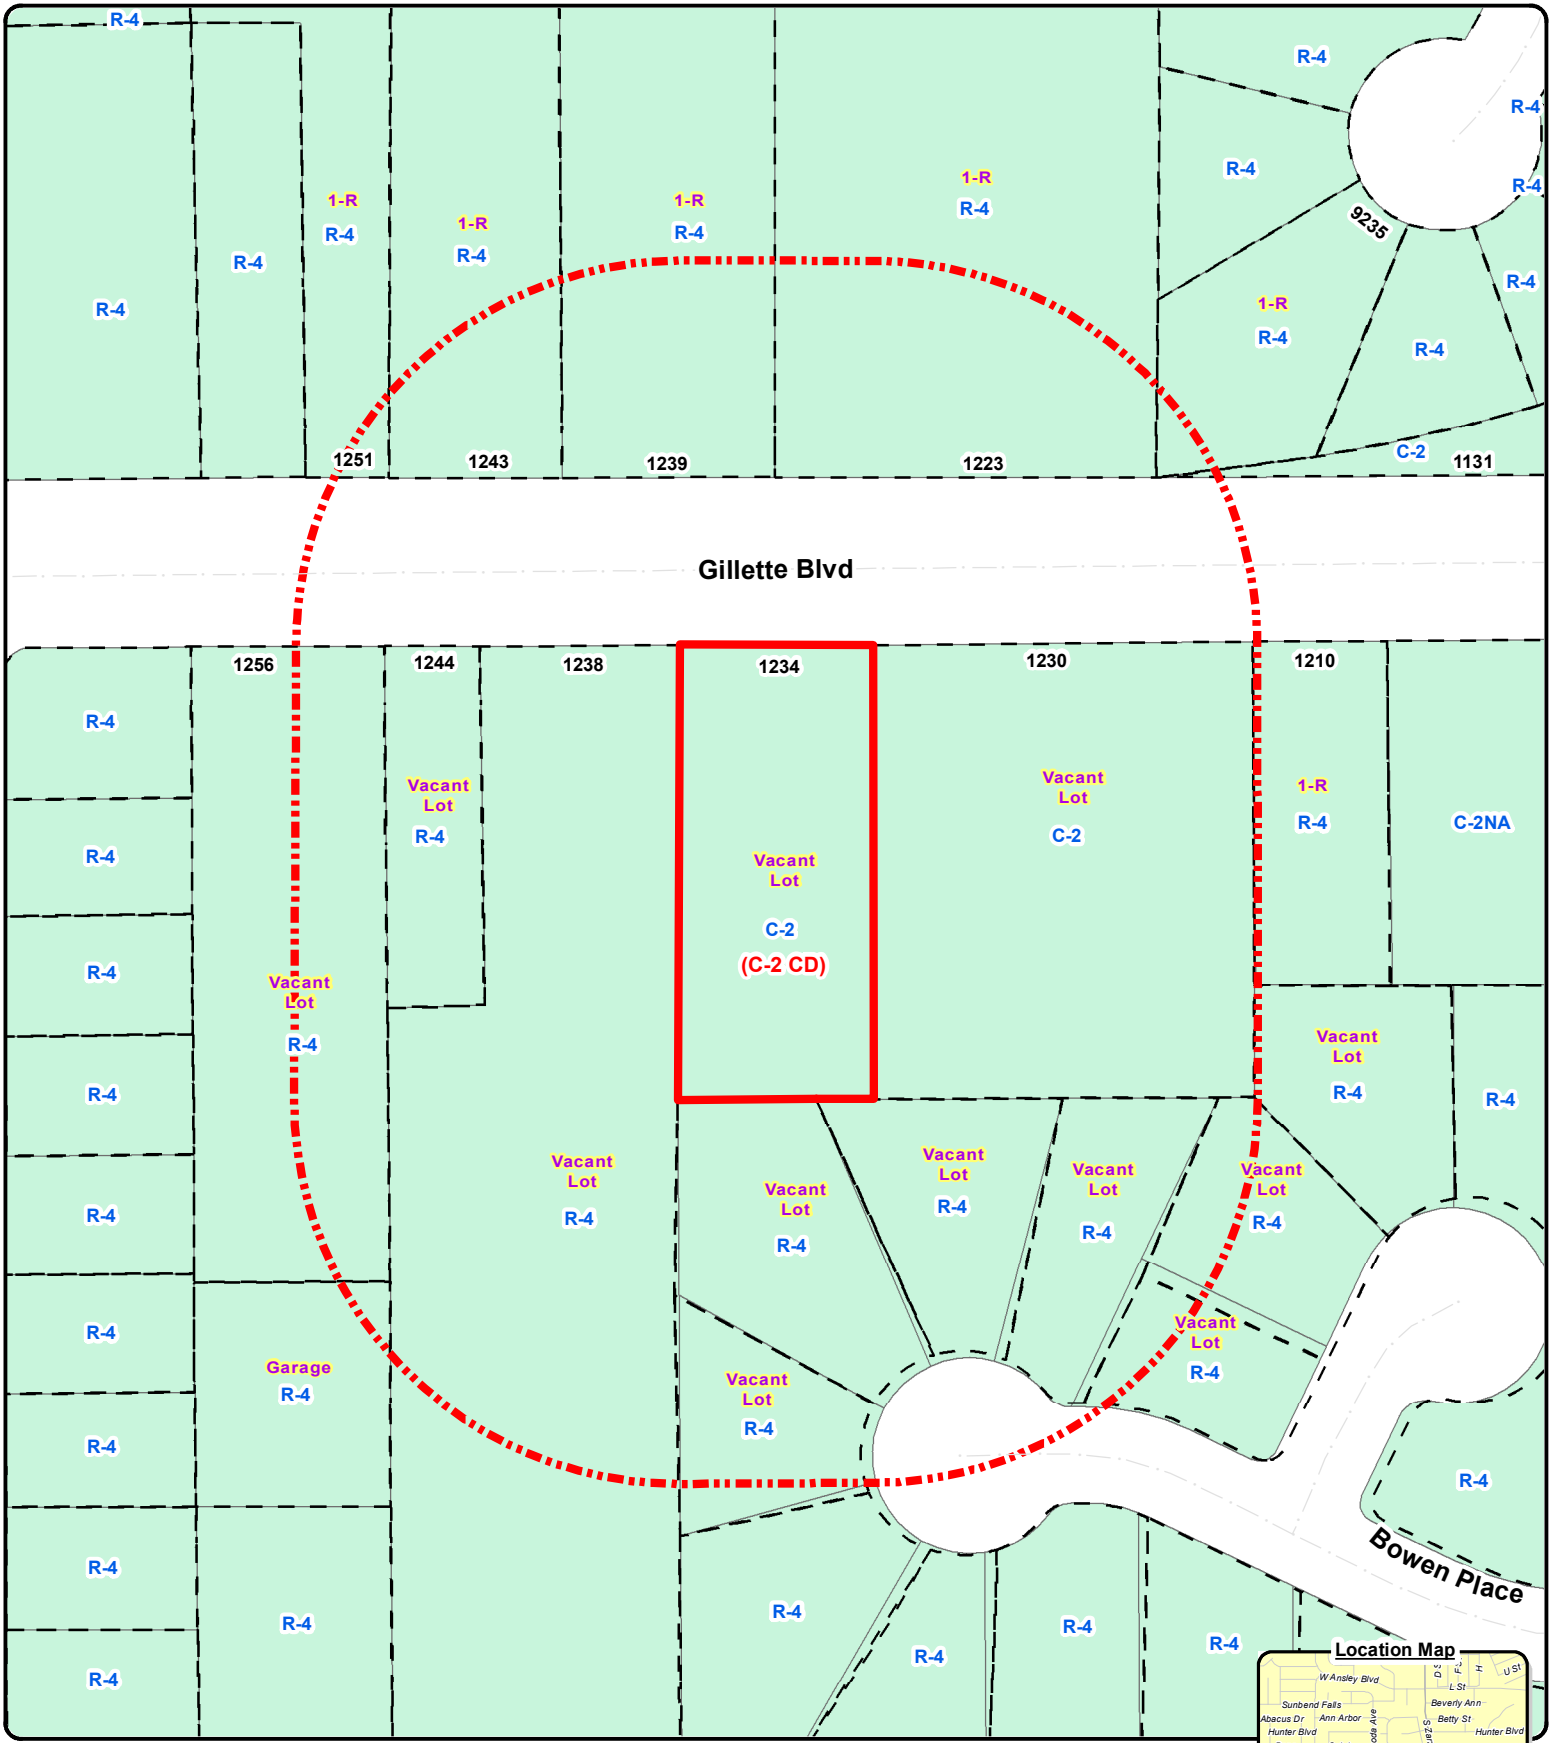 R-4
R-4
R-4
R-4
R-4
1-R
R-4
1-R
R-4
1-R
R-4
1-R
R-4
R-4
R-4
9235
R-4
R-4
1-R
R-4
R-4
C-2
1251
1243
1239
1223
1131
Gillette Blvd
1256
1244
1238
1234
1230
1210
R-4
Vacant
Lot
R-4
Vacant
Lot
C-2
1-R
R-4
C-2NA
R-4
Vacant
Lot
C-2
(C-2 CD)
R-4
Vacant
Lot
R-4
Vacant
Lot
R-4
R-4
R-4
Vacant
Lot
R-4
Vacant
Lot
R-4
Vacant
Lot
R-4
Vacant
Lot
R-4
Vacant
Lot
R-4
R-4
R-4
Vacant
Lot
R-4
Garage
R-4
Vacant
Lot
R-4
R-4
R-4
Bowen Place
R-4
R-4
R-4
R-4
R-4
R-4
R-4
Location Map
W Ansley Blvd
H
U St
L St
Sunbend Falls
Beverly Ann
Abacus Dr
Ann Arbor
Betty St
Hunter Blvd
Hunter Blvd